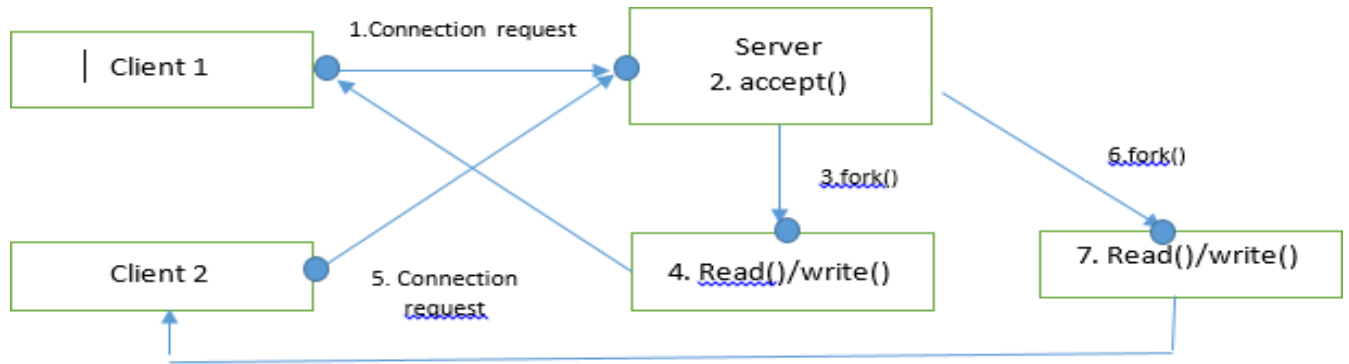 1.Connection request
Client 1
Server
2. accept()
3.fork()
6.fork()
Client 2
5. Connection
request
4. Read()/write()
7. Read()/write()